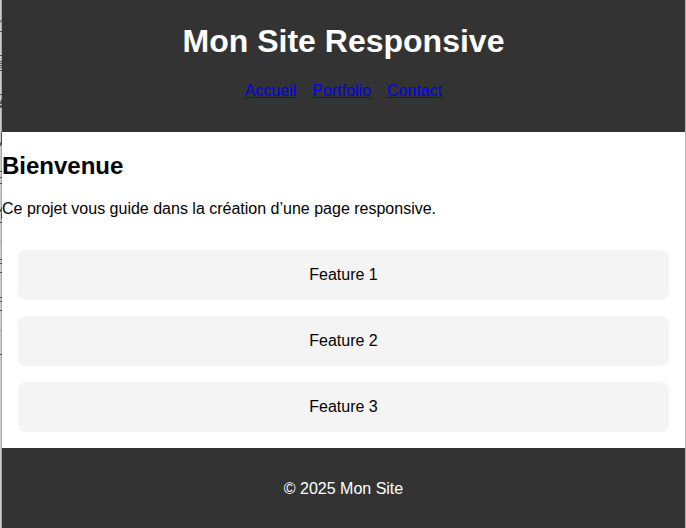 Mon Site Responsive
Accueil Portfolio Contact
Bienvenue
Ce projet vous guide dans la création d’une page responsive.
Feature 1
Feature 2
Feature 3
© 2025 Mon Site